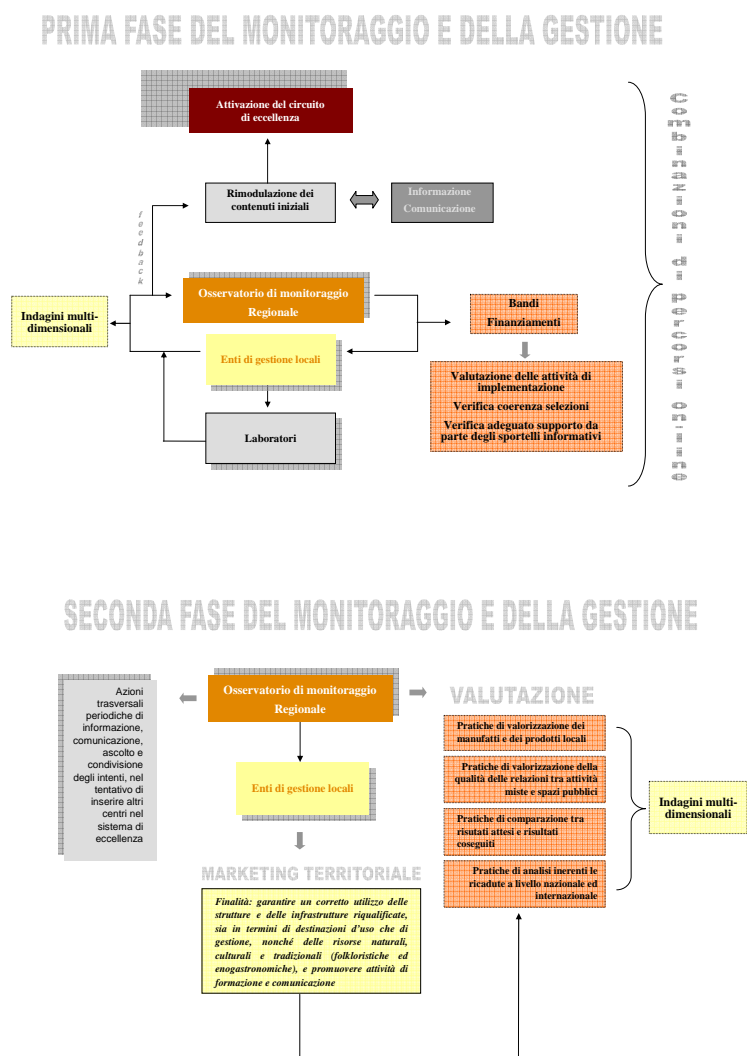 PRIMA FASE DEL MONITORAGGIO E DELLA GESTIONE
Attivazione del circuito
di eccellenza
Rimodulazione dei
contenuti iniziali
Informazione
Comunicazione
feedback
Osservatorio di monitoraggio
Regionale
Indagini multi-
dimensionali
Enti di gestione locali
Bandi
Finanziamenti
Valutazione delle attività di
implementazione
Verifica coerenza selezioni
Verifica adeguato supporto da
parte degli sportelli informativi
Laboratori
Combinazioni di percorsi on-line
SECONDA FASE DEL MONITORAGGIO E DELLA GESTIONE
Azioni
trasversali
periodiche di
informazione,
comunicazione,
ascolto e
condivisione
degli intenti, nel
tentativo di
inserire altri
centri nel
sistema di
eccellenza
Osservatorio di monitoraggio
Regionale
Enti di gestione locali
MARKETING TERRITORIALE
Finalità: garantire un corretto utilizzo delle
strutture e delle infrastrutture riqualificate,
sia in termini di destinazioni d'uso che di
gestione, nonché delle risorse naturali,
culturali e tradizionali (folkloristiche ed
enogastronomiche), e promuovere attività di
formazione e comunicazione
VALUTAZIONE
Pratiche di valorizzazione dei
manufatti e dei prodotti locali
Pratiche di valorizzazione della
qualità delle relazioni tra attività
miste e spazi pubblici
Pratiche di comparazione tra
risutati attesi e risultati
coseguiti
Pratiche di analisi inerenti le
ricadute a livello nazionale ed
internazionale
Indagini multi-
dimensionali